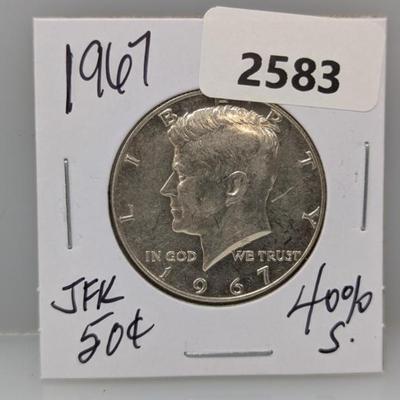 1967
2583
LIBERTY
IN GOD WE TRUST
1967
JFK
50¢
40%
S.